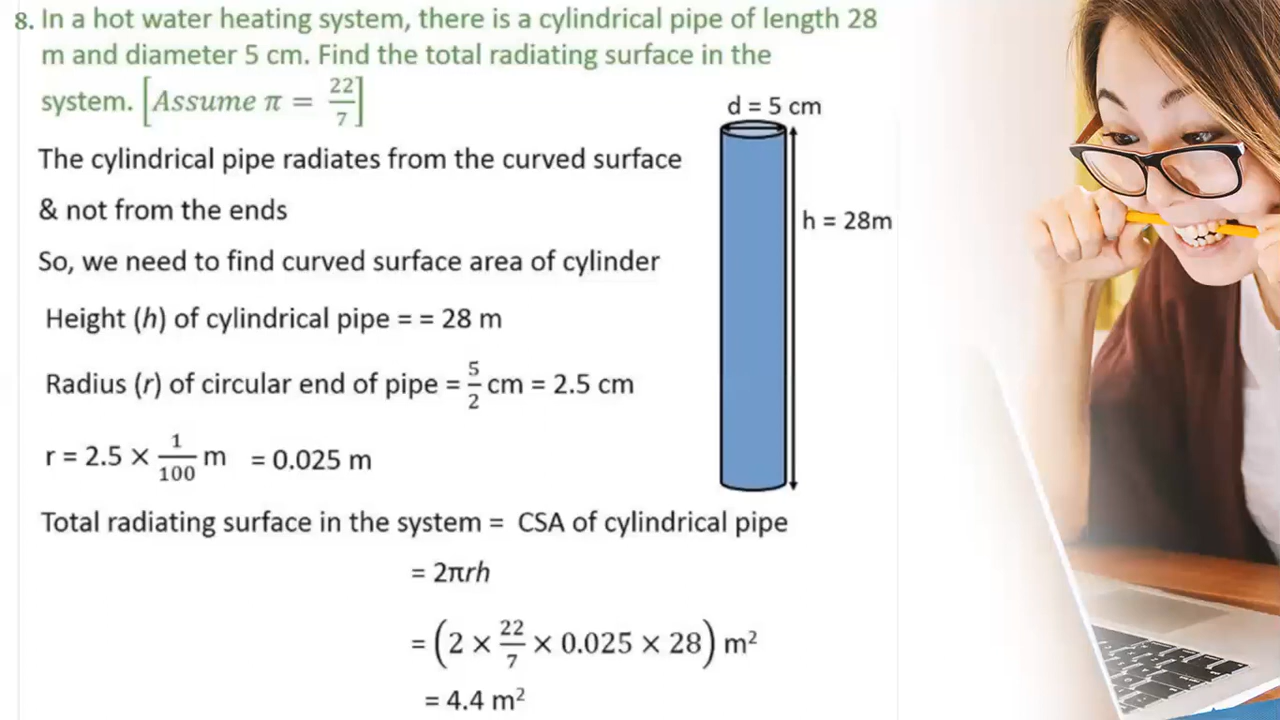 8. In a hot water heating system, there is a cylindrical pipe of length 28
m and diameter 5 cm. Find the total radiating surface in the
system. [Assume π = 22/7]
d = 5 cm
The cylindrical pipe radiates from the curved surface
& not from the ends
h = 28m
So, we need to find curved surface area of cylinder
Height (h) of cylindrical pipe = = 28 m
Radius (r) of circular end of pipe = 5/2 cm = 2.5 cm
r = 2.5 × 1/100 m = 0.025 m
Total radiating surface in the system = CSA of cylindrical pipe
= 2πrh
= (2 × 22/7 × 0.025 × 28) m²
= 4.4 m²